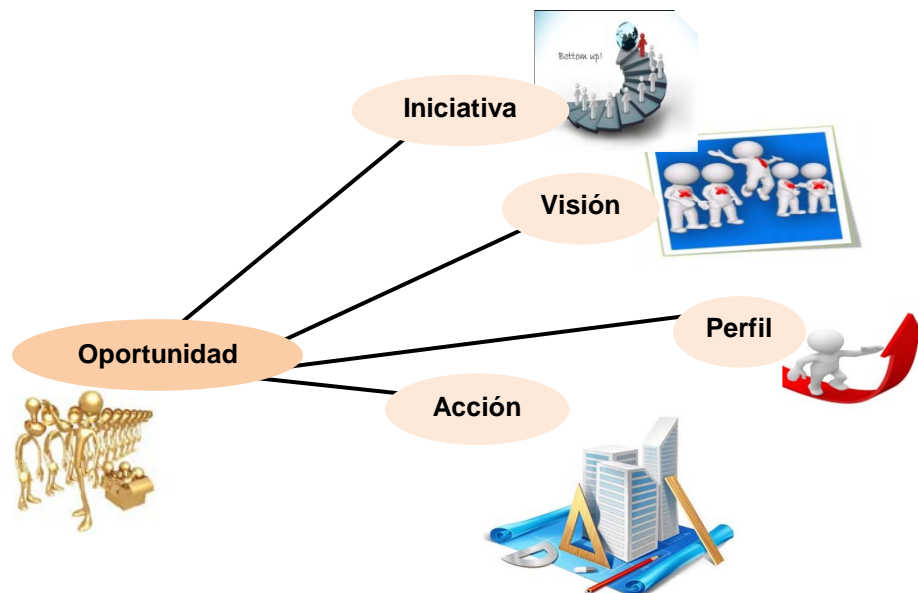 Bottom up!
Iniciativa
Visión
Perfil
Oportunidad
Acción